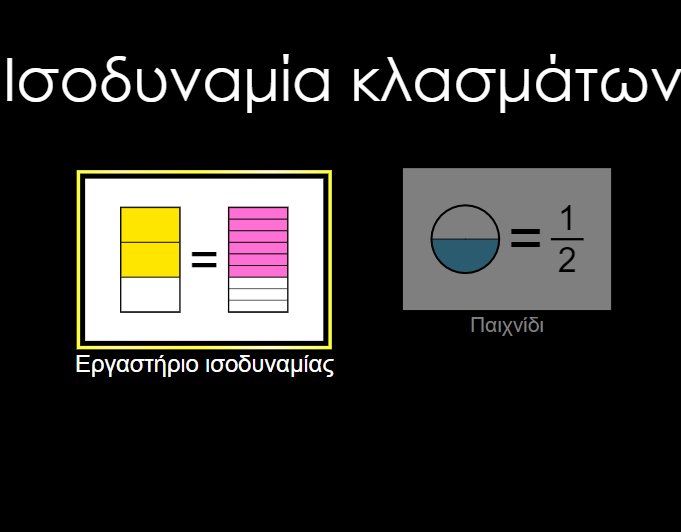 Ισοδυναμία κλασμάτων
=
= 1/2
Εργαστήριο ισοδυναμίας
Παιχνίδι